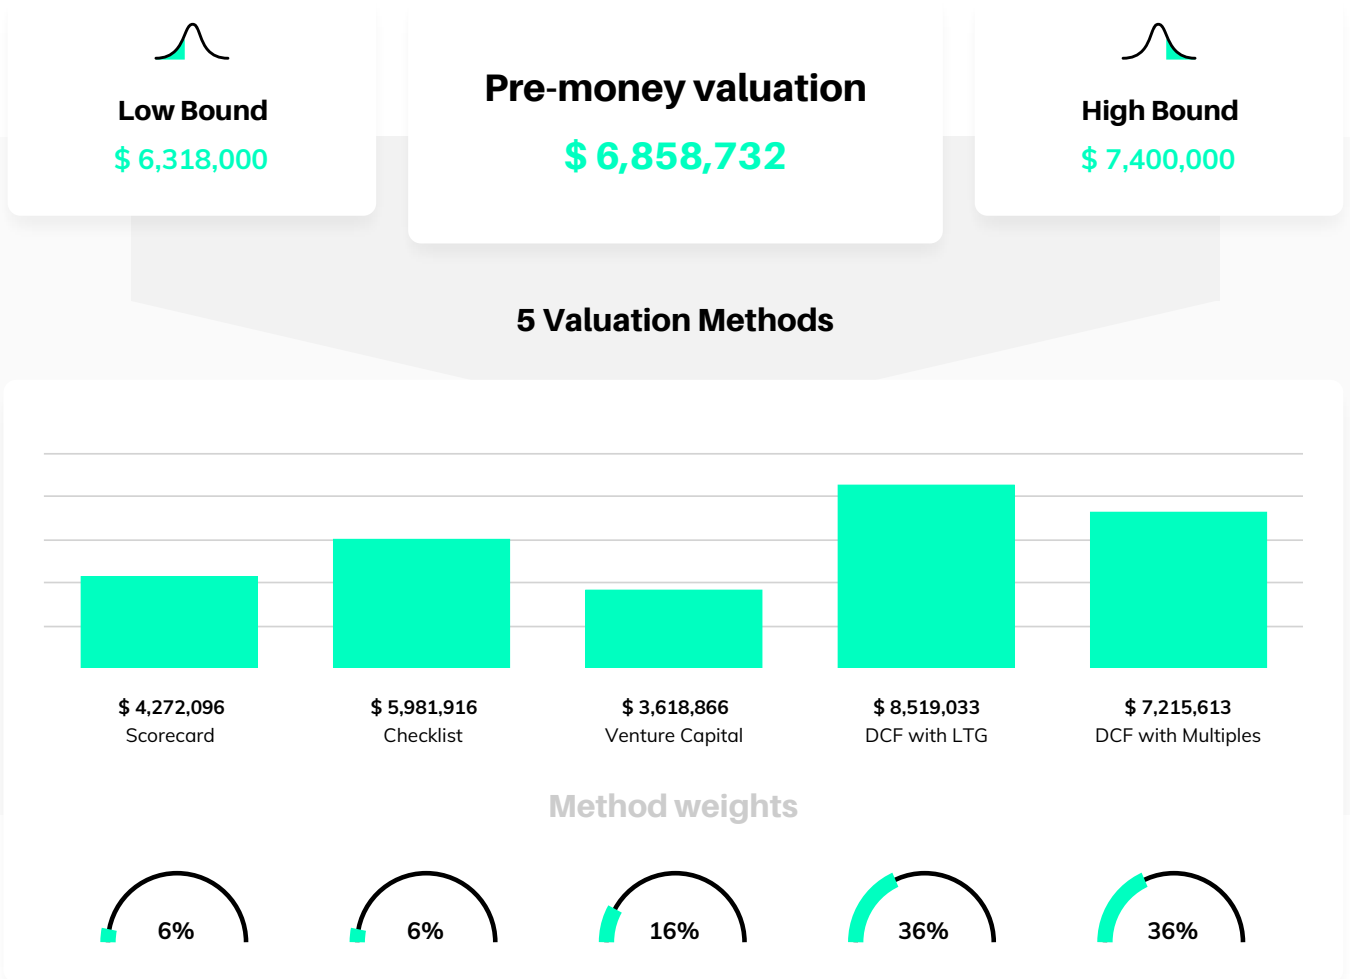 Low Bound
$ 6,318,000
Pre-money valuation
$ 6,858,732
High Bound
$ 7,400,000
5 Valuation Methods
$ 4,272,096
Scorecard
$ 5,981,916
Checklist
$ 3,618,866
Venture Capital
$ 8,519,033
DCF with LTG
$ 7,215,613
DCF with Multiples
Method weights
6%
6%
16%
36%
36%